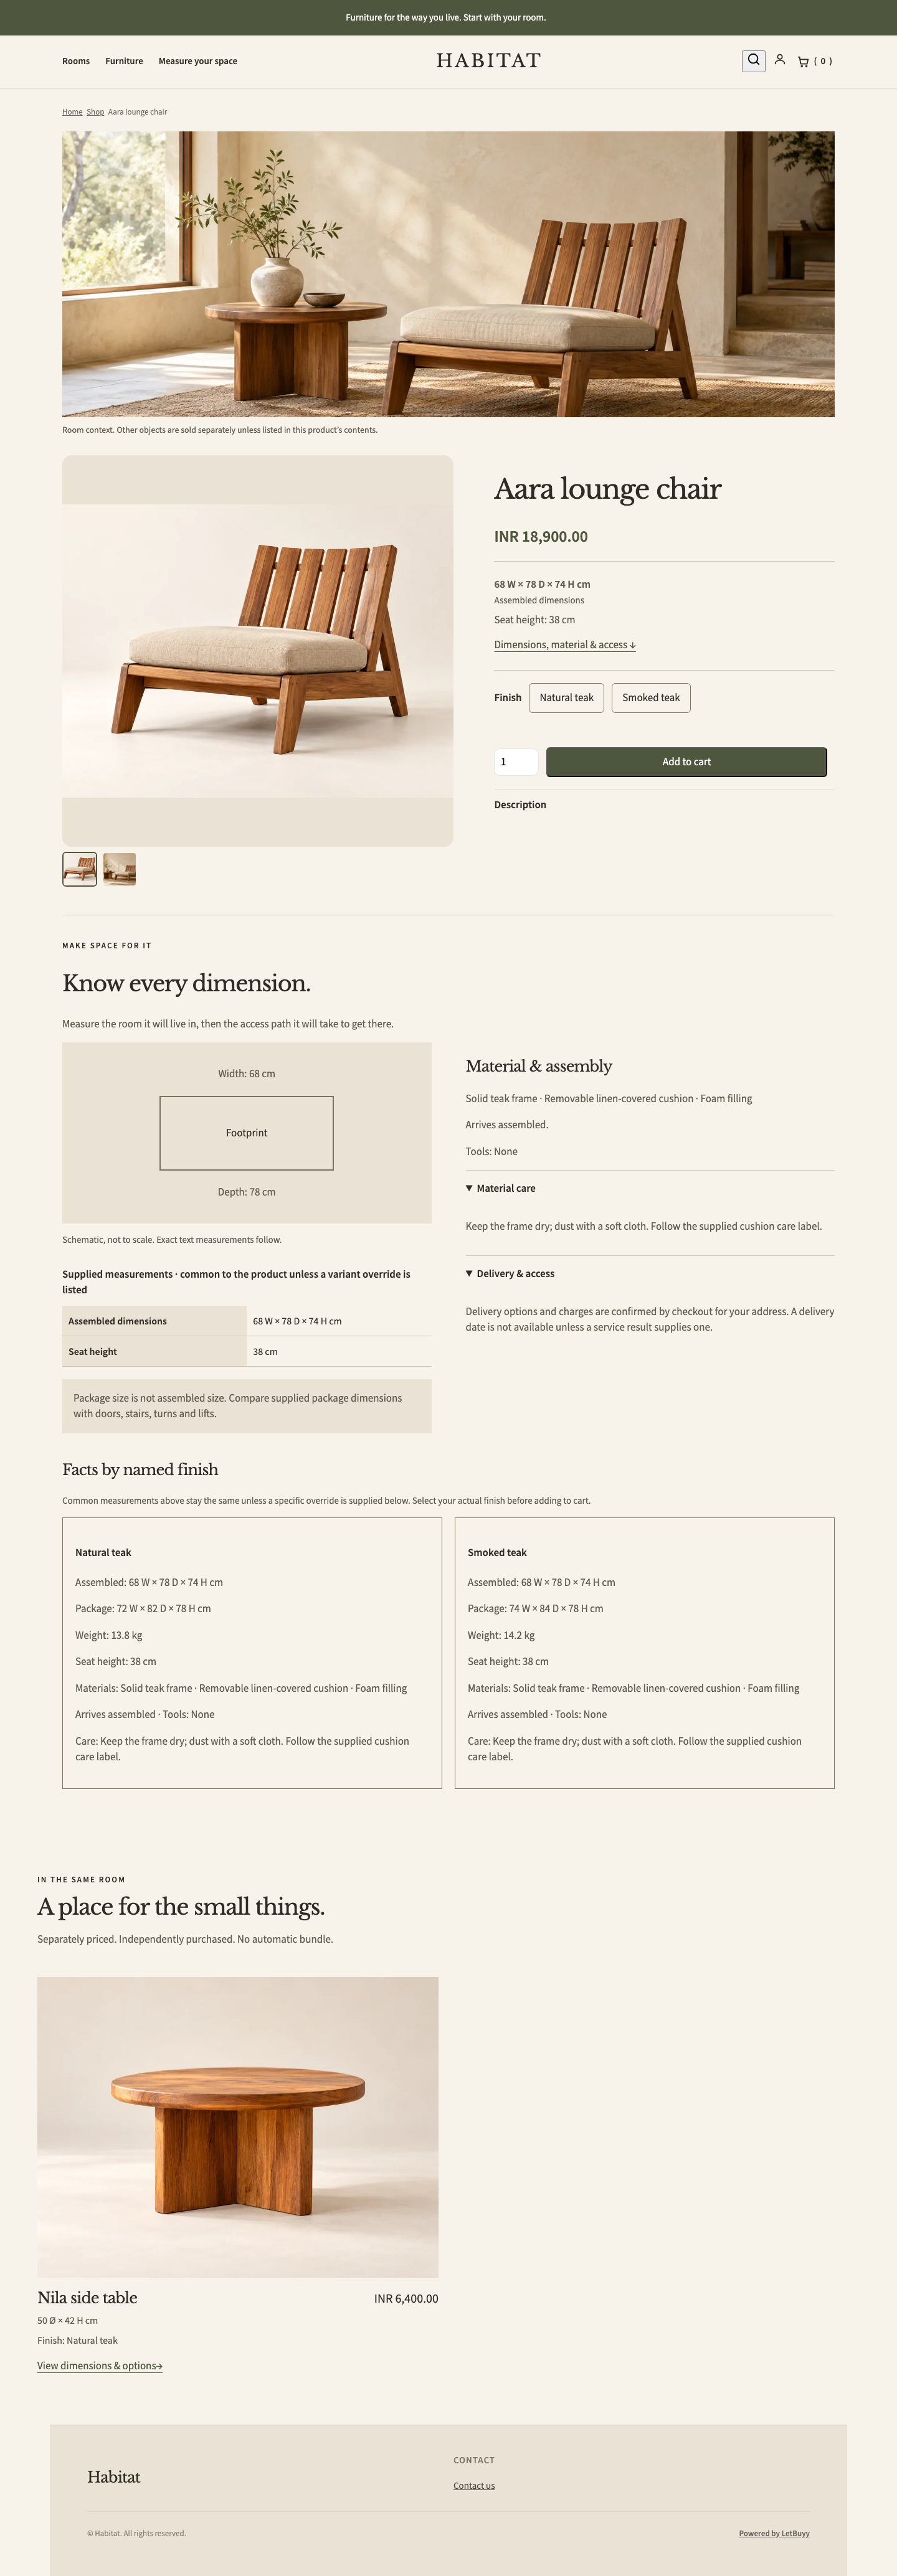 Furniture for the way you live. Start with your room.
Rooms Furniture Measure your space
HABITAT
( 0 )
Home Shop Aara lounge chair
Room context. Other objects are sold separately unless listed in this product's contents.
Aara lounge chair
INR 18,900.00
68 W × 78 D × 74 H cm
Assembled dimensions
Seat height: 38 cm
Dimensions, material & access ↓
Finish Natural teak Smoked teak
1 Add to cart
Description
MAKE SPACE FOR IT
Know every dimension.
Measure the room it will live in, then the access path it will take to get there.
Width: 68 cm
Footprint
Depth: 78 cm
Schematic, not to scale. Exact text measurements follow.
Supplied measurements · common to the product unless a variant override is
listed
Assembled dimensions 68 W × 78 D × 74 H cm
Seat height 38 cm
Package size is not assembled size. Compare supplied package dimensions
with doors, stairs, turns and lifts.
Material & assembly
Solid teak frame · Removable linen-covered cushion · Foam filling
Arrives assembled.
Tools: None
▼ Material care
Keep the frame dry; dust with a soft cloth. Follow the supplied cushion care label.
▼ Delivery & access
Delivery options and charges are confirmed by checkout for your address. A delivery
date is not available unless a service result supplies one.
Facts by named finish
Common measurements above stay the same unless a specific override is supplied below. Select your actual finish before adding to cart.
Natural teak
Assembled: 68 W × 78 D × 74 H cm
Package: 72 W × 82 D × 78 H cm
Weight: 13.8 kg
Seat height: 38 cm
Materials: Solid teak frame · Removable linen-covered cushion · Foam filling
Arrives assembled · Tools: None
Care: Keep the frame dry; dust with a soft cloth. Follow the supplied cushion
care label.
Smoked teak
Assembled: 68 W × 78 D × 74 H cm
Package: 74 W × 84 D × 78 H cm
Weight: 14.2 kg
Seat height: 38 cm
Materials: Solid teak frame · Removable linen-covered cushion · Foam filling
Arrives assembled · Tools: None
Care: Keep the frame dry; dust with a soft cloth. Follow the supplied cushion
care label.
IN THE SAME ROOM
A place for the small things.
Separately priced. Independently purchased. No automatic bundle.
Nila side table INR 6,400.00
50 Ø × 42 H cm
Finish: Natural teak
View dimensions & options→
Habitat
CONTACT
Contact us
© Habitat. All rights reserved.
Powered by LetBuyy